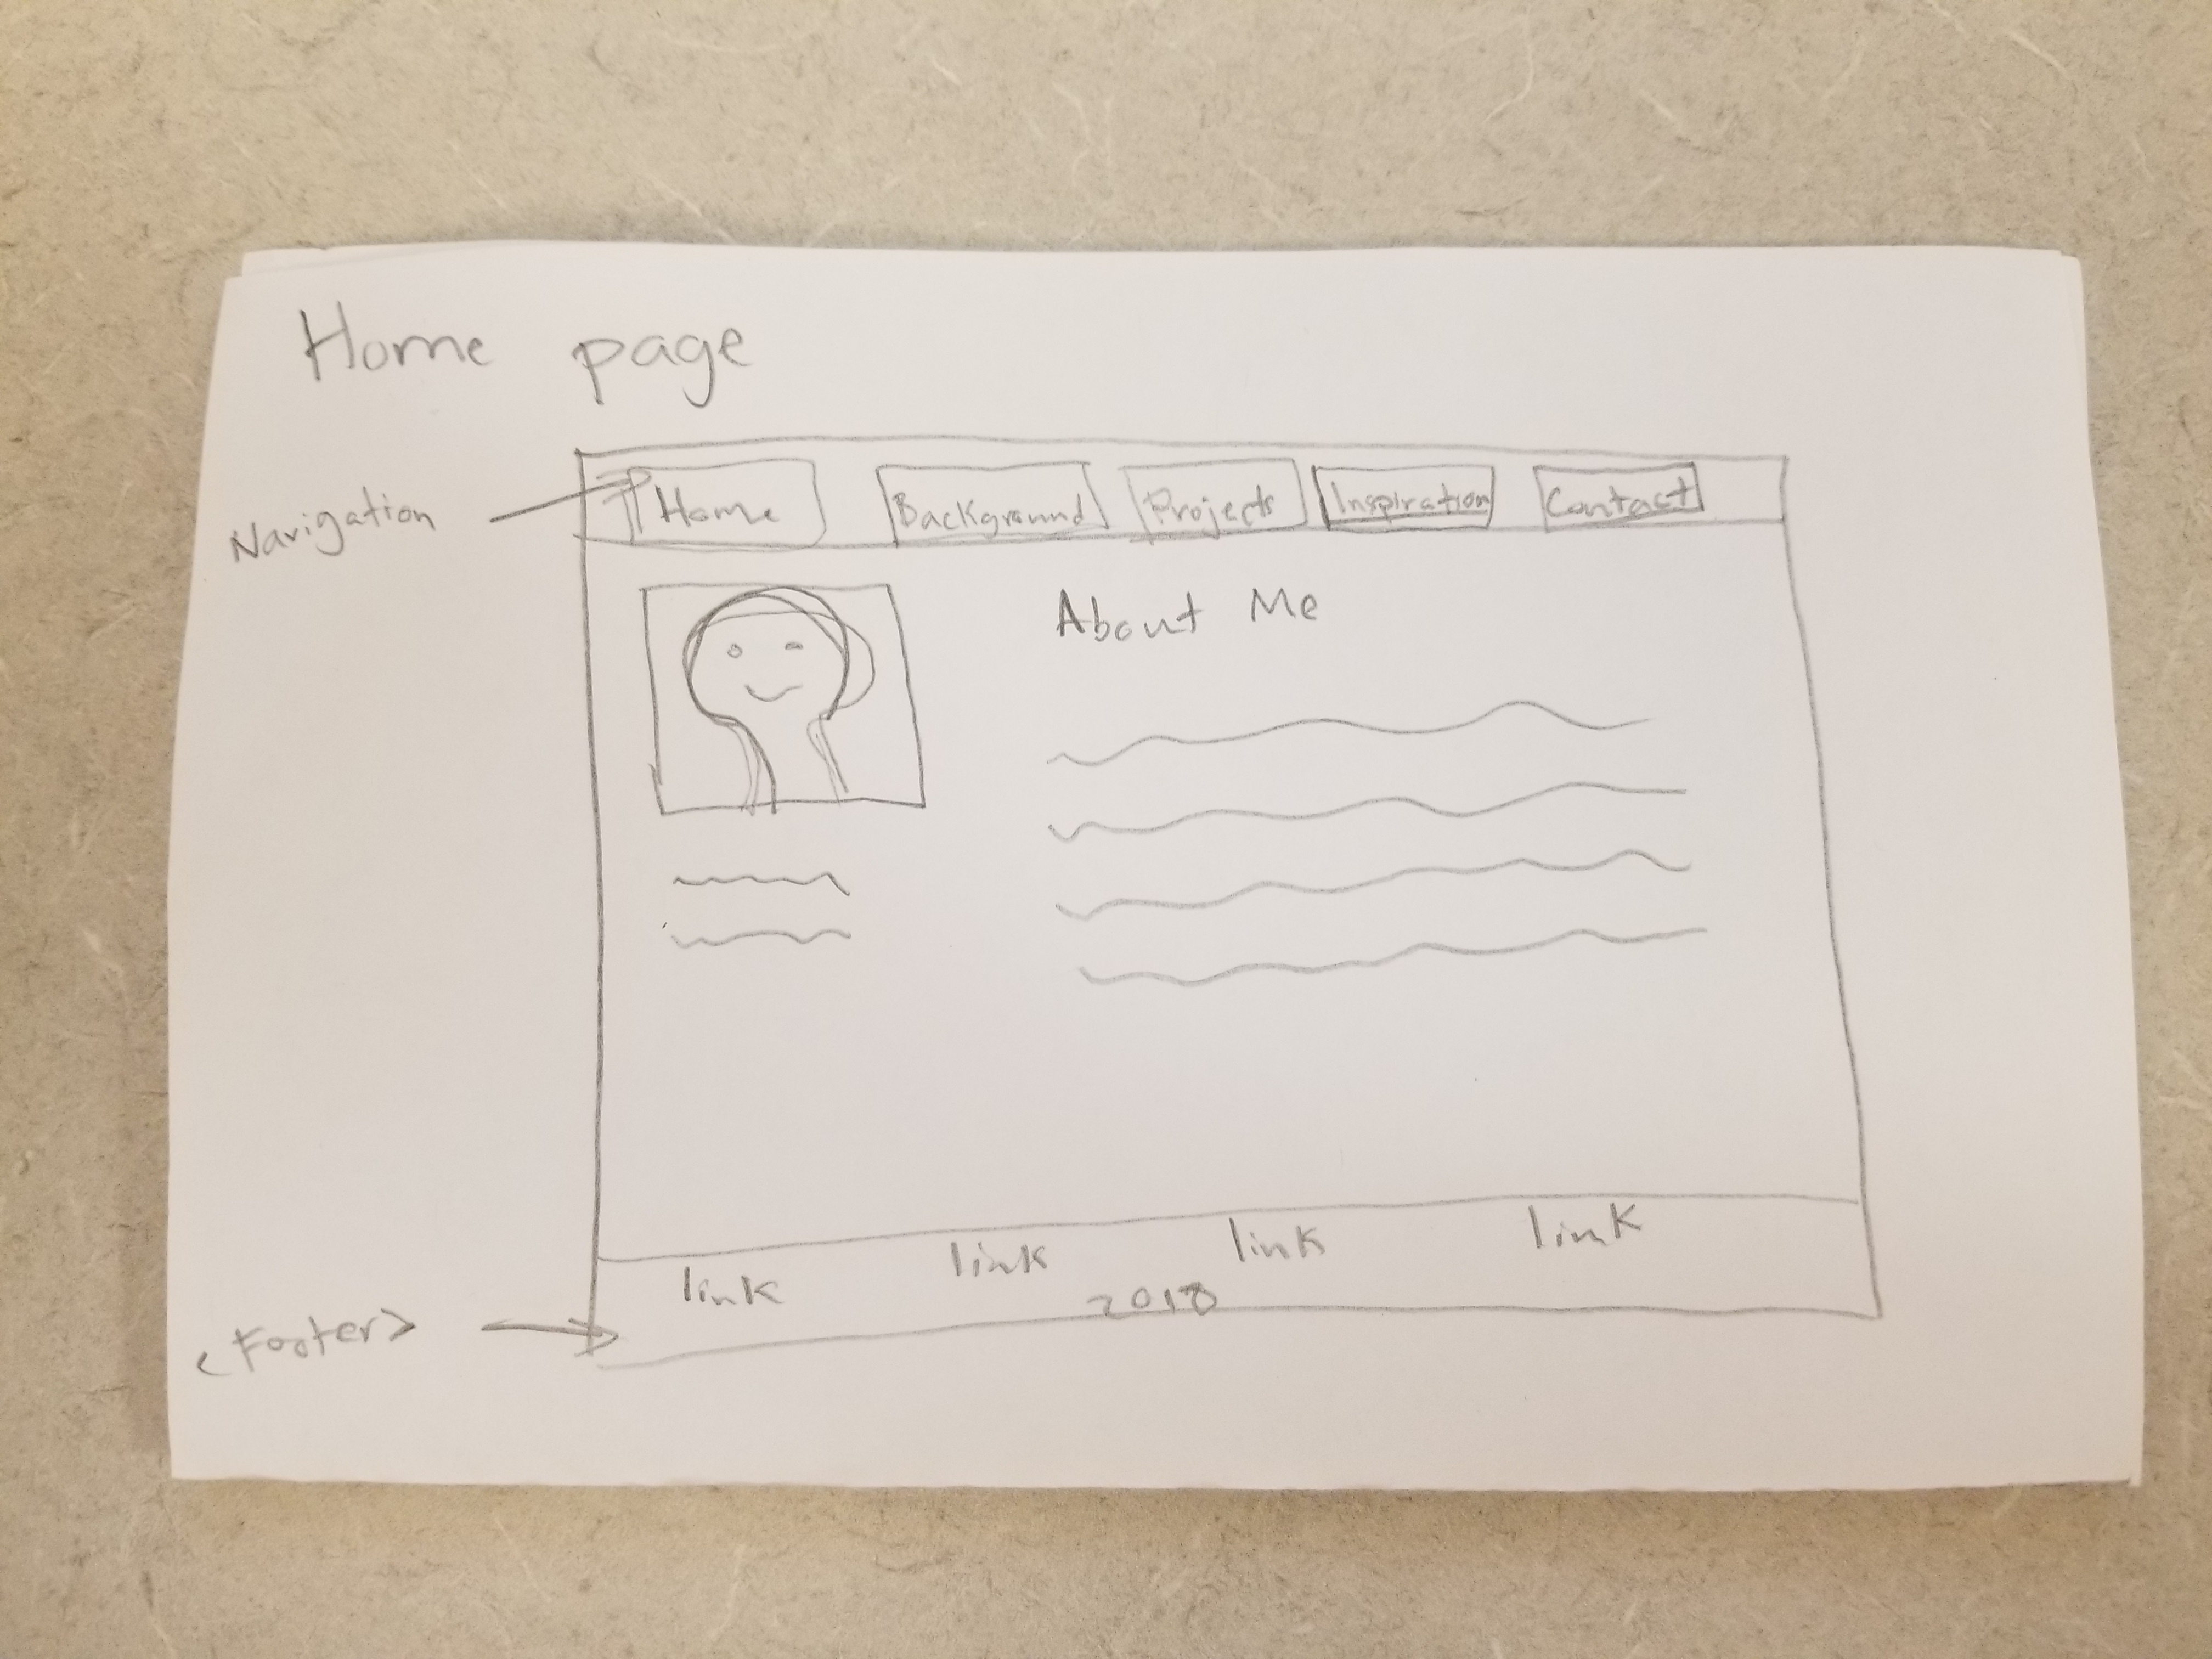 Home page
Navigation
Home Background Projects Inspiration Contact
About Me
<Footer>
link link link link
2018